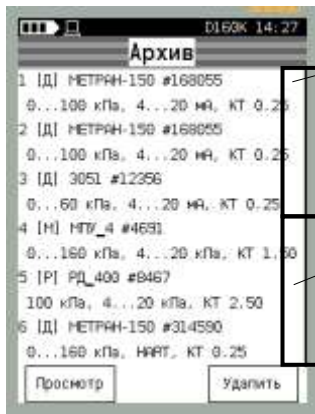 D160K 14:27
Архив
1 [Д] МЕТРАН-150 #168055
0...100 кПа, 4...20 мА, КТ 0.25
2 [Д] МЕТРАН-150 #168055
0...100 кПа, 4...20 мА, КТ 0.25
3 [Д] 3051 #12356
0...60 кПа, 4...20 мА, КТ 0.25
4 [М] МПУ_4 #4691
0...160 кПа, 4...20 кПа, КТ 1.50
5 [Р] РД_400 #8467
100 кПа, 4...20 кПа, КТ 2.50
6 [Д] МЕТРАН-150 #314590
0...160 кПа, HART, КТ 0.25
Просмотр
Удалить